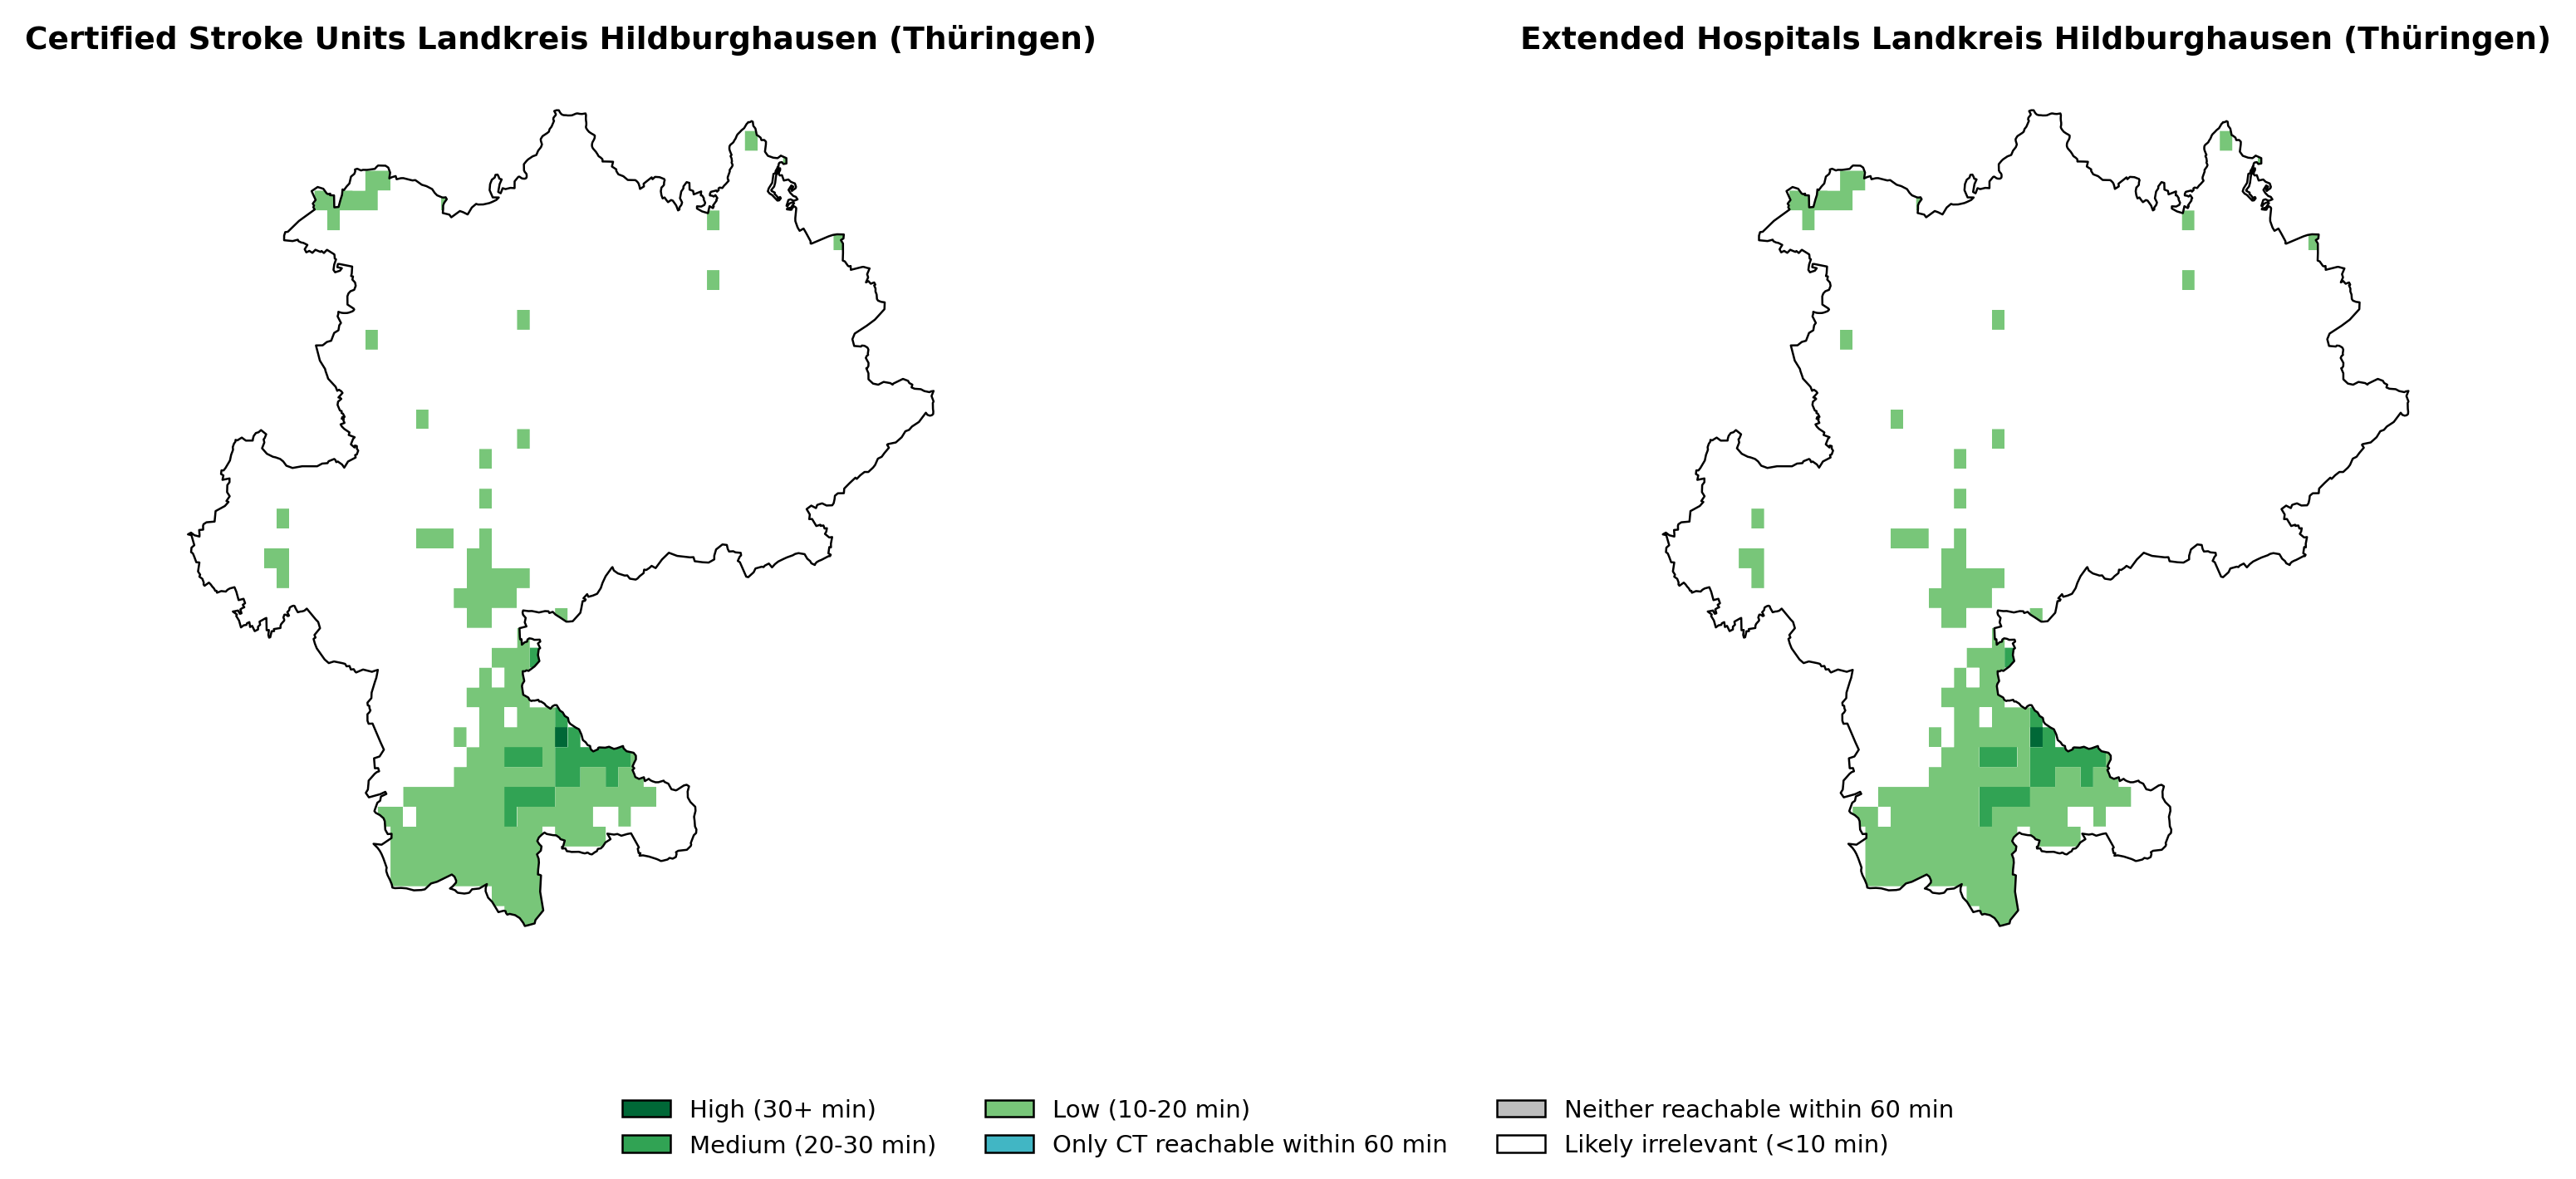 Certified Stroke Units Landkreis Hildburghausen (Thüringen)
Extended Hospitals Landkreis Hildburghausen (Thüringen)
High (30+ min)
Medium (20-30 min)
Low (10-20 min)
Only CT reachable within 60 min
Neither reachable within 60 min
Likely irrelevant (<10 min)